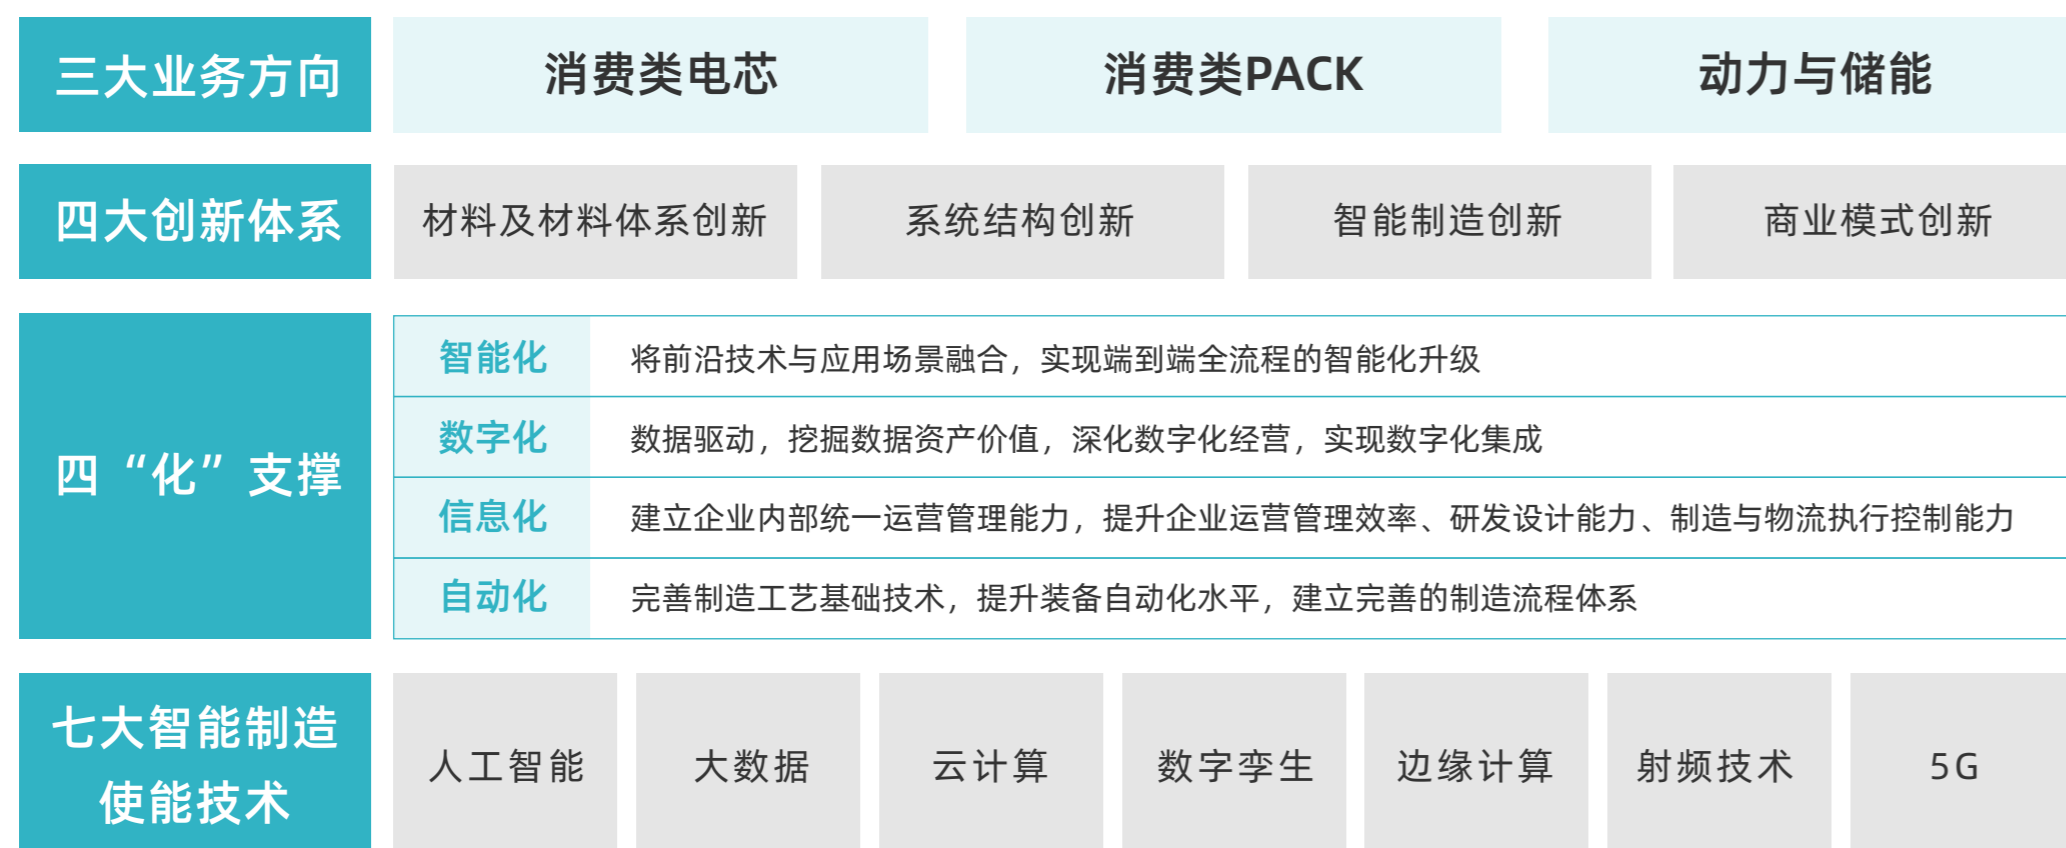 三大业务方向
消费类电芯
消费类PACK
动力与储能
四大创新体系
材料及材料体系创新
系统结构创新
智能制造创新
商业模式创新
四“化”支撑
智能化
将前沿技术与应用场景融合，实现端到端全流程的智能化升级
数字化
数据驱动，挖掘数据资产价值，深化数字化经营，实现数字化集成
信息化
建立企业内部统一运营管理能力，提升企业运营管理效率、研发设计能力、制造与物流执行控制能力
自动化
完善制造工艺基础技术，提升装备自动化水平，建立完善的制造流程体系
七大智能制造
使能技术
人工智能
大数据
云计算
数字孪生
边缘计算
射频技术
5G